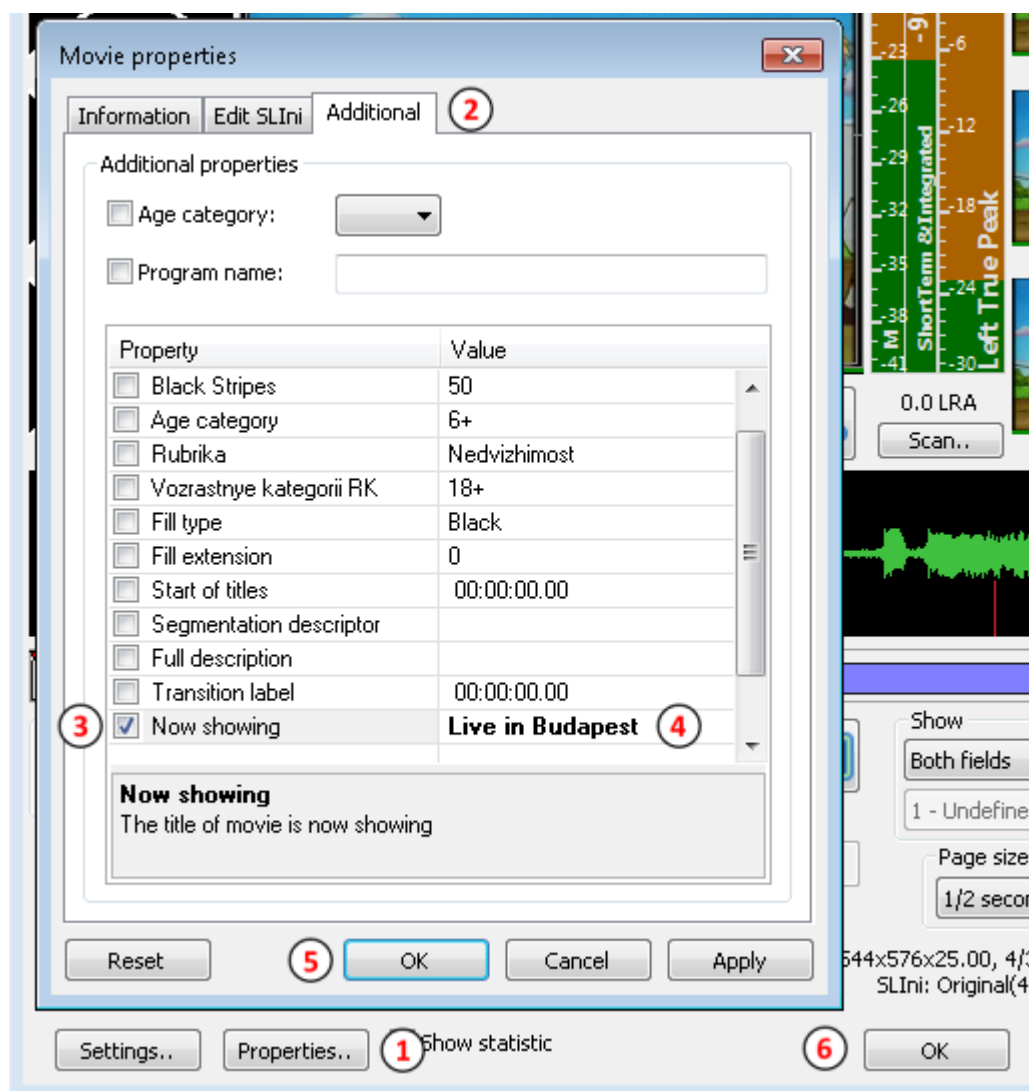 Movie properties
Information Edit SLIni Additional 2
Additional properties
Age category:
Program name:
Property Value
Black Stripes 50
Age category 6+
Rubrika Nedvizhimost
Vozrastnye kategorii RK 18+
Fill type Black
Fill extension 0
Start of titles 00:00:00.00
Segmentation descriptor
Full description
Transition label 00:00:00.00
3 Now showing Live in Budapest 4
Now showing
The title of movie is now showing
Reset 5 OK Cancel Apply
Settings.. Properties.. 1 Show statistic 6 OK
-23
-26
-29
-32
-35
-38
-41
M
ShortTerm &Integrated
-6
-12
-18
-24
-30
Left True Peak
0.0 LRA
Scan..
Show
Both fields
1 - Undefine
Page size
1/2 secon
544x576x25.00, 4/3
SLIni: Original(4